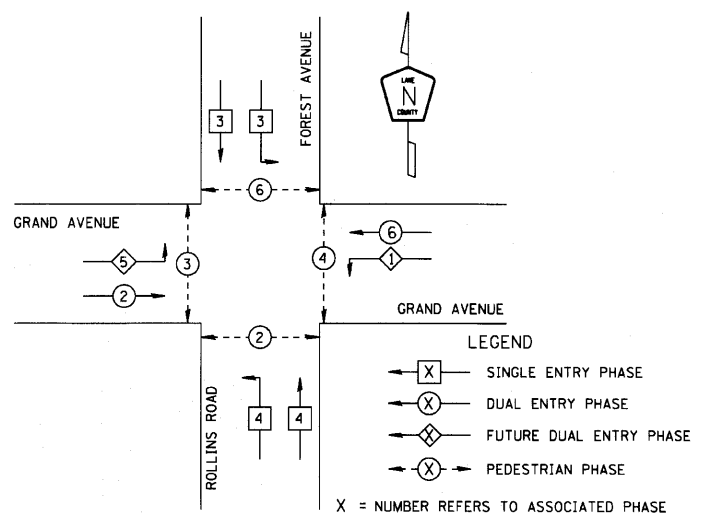 FOREST AVENUE
LAKE
N
COUNTY
3
3
6
GRAND AVENUE
5
2
3
4
6
1
GRAND AVENUE
2
ROLLINS ROAD
4
4
LEGEND
X SINGLE ENTRY PHASE
X DUAL ENTRY PHASE
X FUTURE DUAL ENTRY PHASE
X PEDESTRIAN PHASE
X = NUMBER REFERS TO ASSOCIATED PHASE